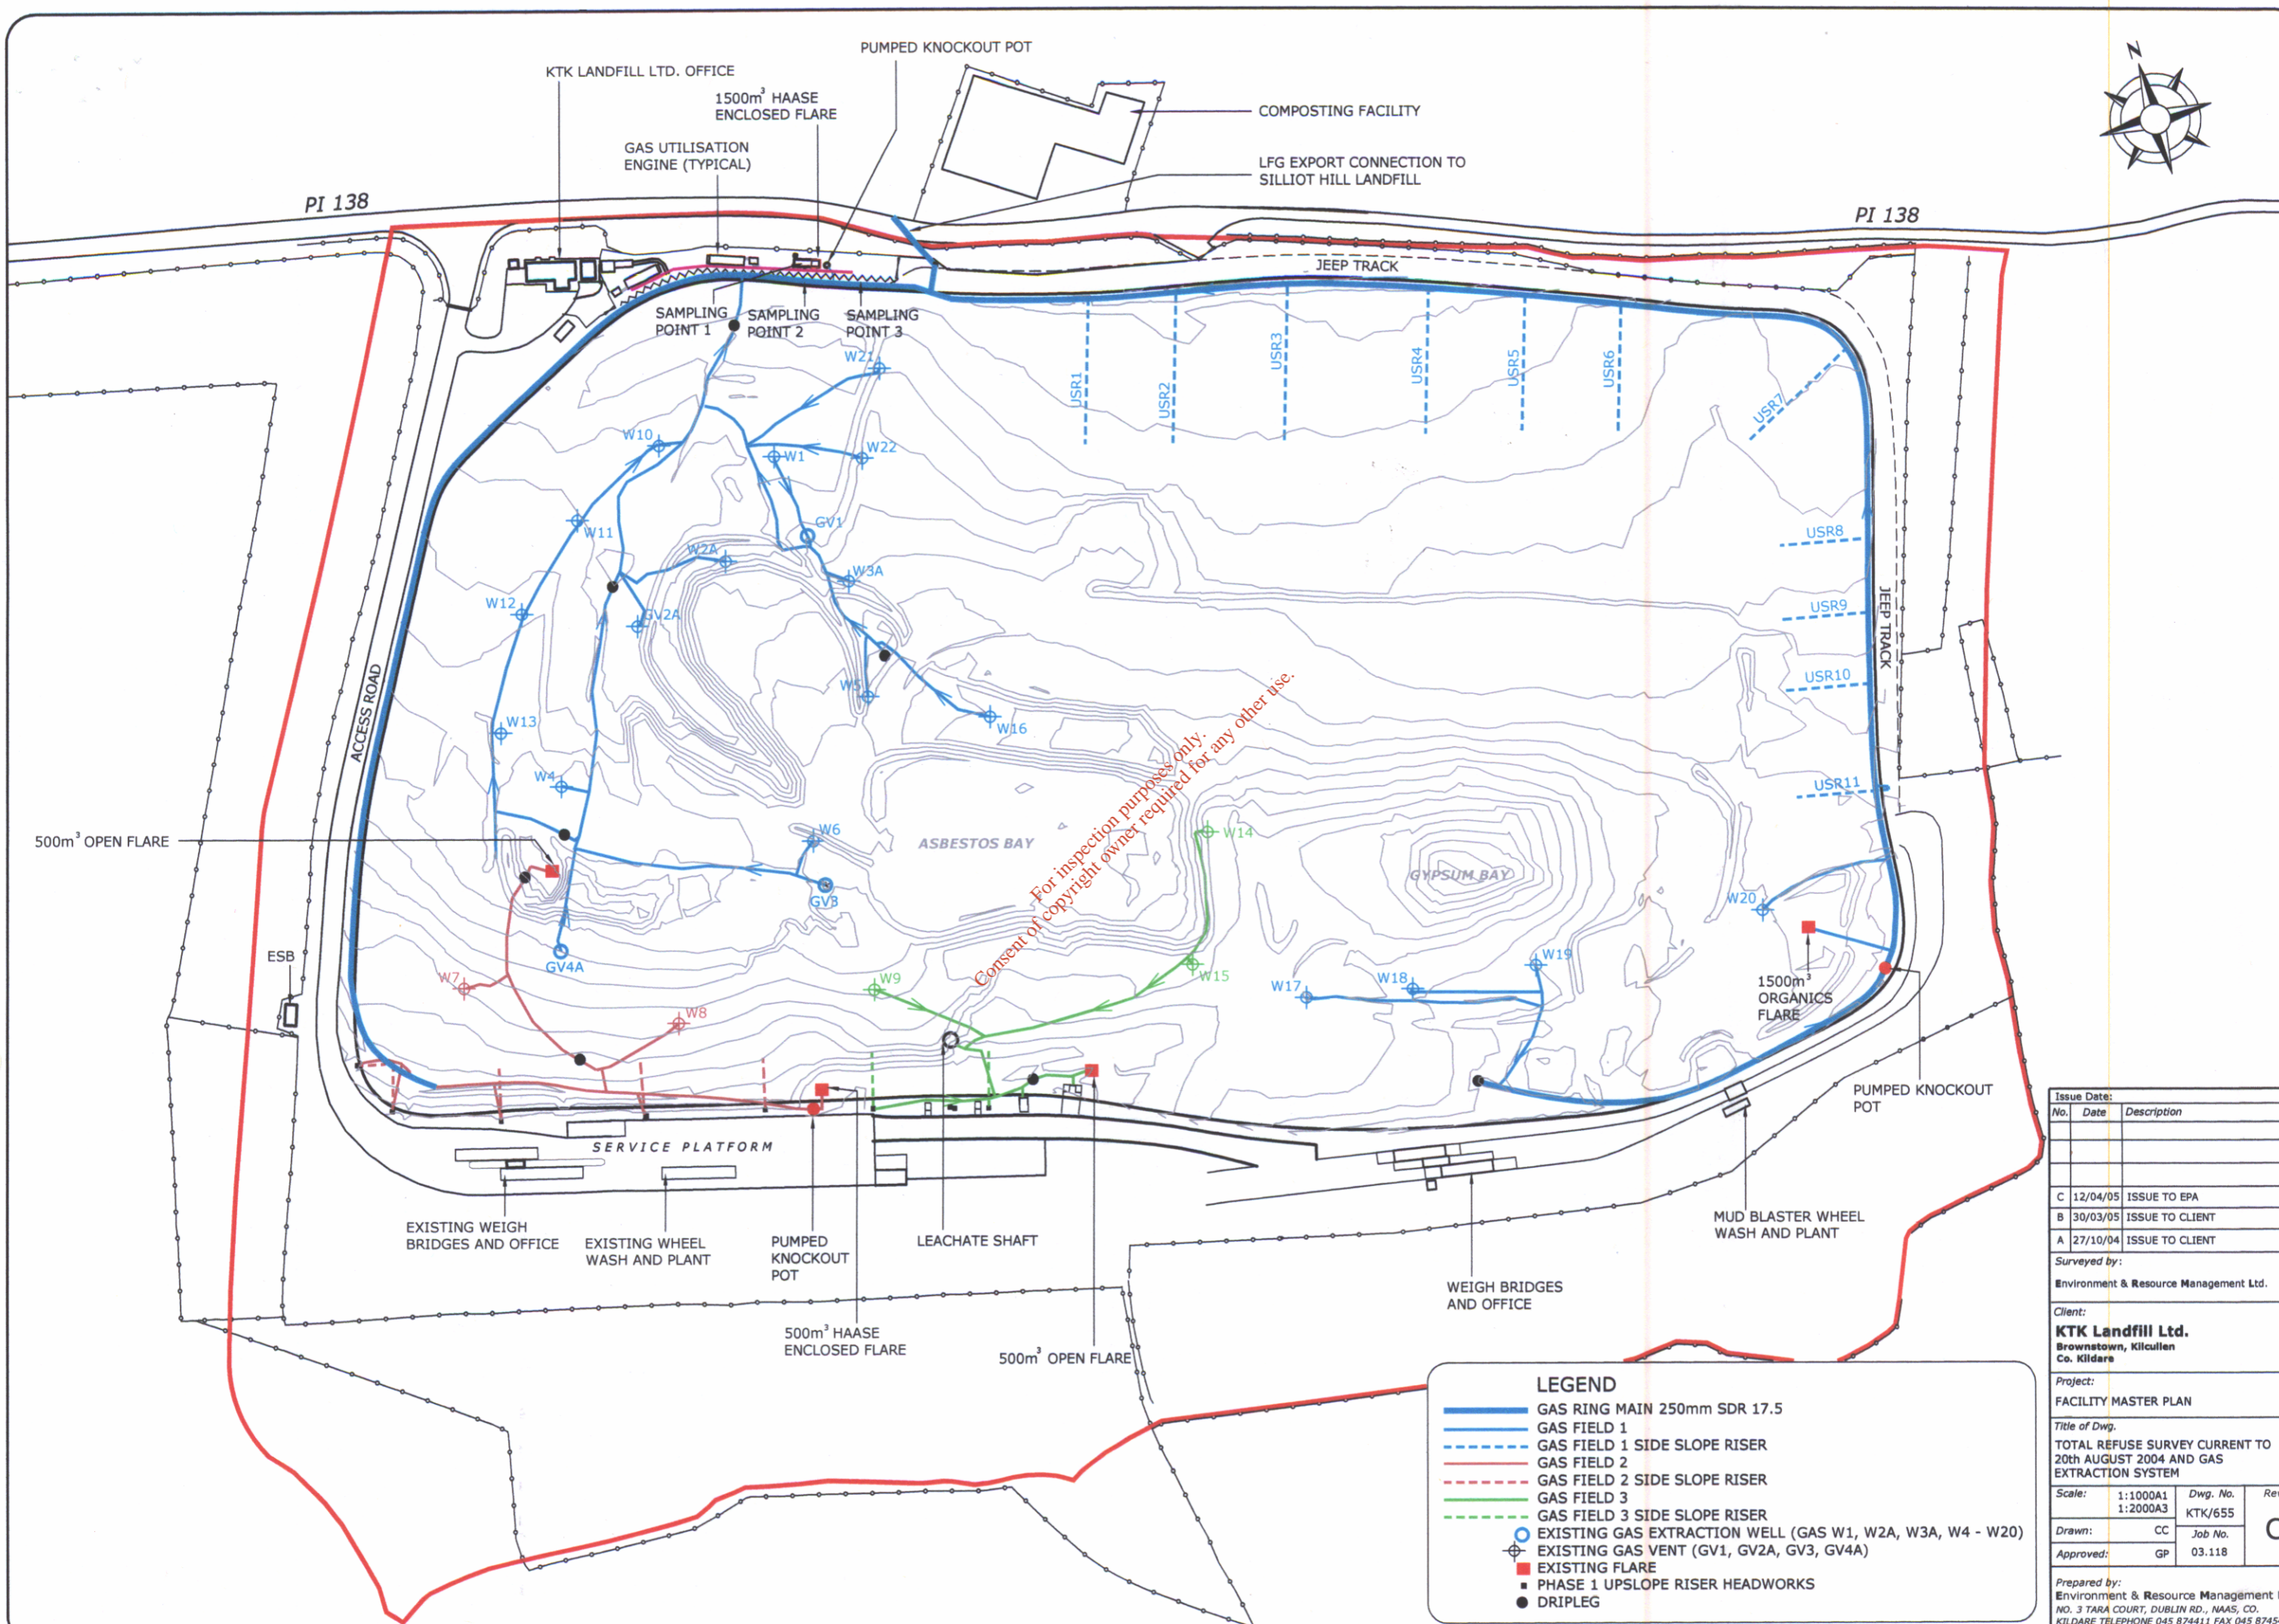 PUMPED KNOCKOUT POT
KTK LANDFILL LTD. OFFICE
1500m³ HAASE
ENCLOSED FLARE
COMPOSTING FACILITY
GAS UTILISATION
ENGINE (TYPICAL)
LFG EXPORT CONNECTION TO
SILLIOT HILL LANDFILL
N
PI 138
PI 138
JEEP TRACK
SAMPLING
POINT 1
SAMPLING
POINT 2
SAMPLING
POINT 3
W21
USR1
USR2
USR3
USR4
USR5
USR6
USR7
W10
W1
W22
W11
GV1
W2A
W3A
USR8
W12
GV2A
USR9
JEEP TRACK
ACCESS ROAD
W5
USR10
W16
W13
W4
USR11
500m³ OPEN FLARE
W6
ASBESTOS BAY
W14
GYPSUM BAY
GV3
W20
For inspection purposes only.
Consent of copyright owner required for any other use.
ESB
GV4A
W7
W9
W15
W17
W18
W19
1500m³
ORGANICS
FLARE
W8
PUMPED KNOCKOUT
POT
SERVICE PLATFORM
EXISTING WEIGH
BRIDGES AND OFFICE
EXISTING WHEEL
WASH AND PLANT
PUMPED
KNOCKOUT
POT
LEACHATE SHAFT
MUD BLASTER WHEEL
WASH AND PLANT
WEIGH BRIDGES
AND OFFICE
500m³ HAASE
ENCLOSED FLARE
500m³ OPEN FLARE
LEGEND
GAS RING MAIN 250mm SDR 17.5
GAS FIELD 1
GAS FIELD 1 SIDE SLOPE RISER
GAS FIELD 2
GAS FIELD 2 SIDE SLOPE RISER
GAS FIELD 3
GAS FIELD 3 SIDE SLOPE RISER
EXISTING GAS EXTRACTION WELL (GAS W1, W2A, W3A, W4 - W20)
EXISTING GAS VENT (GV1, GV2A, GV3, GV4A)
EXISTING FLARE
PHASE 1 UPSLOPE RISER HEADWORKS
DRIPLEG
Issue Date:
No. Date Description
C 12/04/05 ISSUE TO EPA
B 30/03/05 ISSUE TO CLIENT
A 27/10/04 ISSUE TO CLIENT
Surveyed by:
Environment & Resource Management Ltd.
Client:
KTK Landfill Ltd.
Brownstown, Kilcullen
Co. Kildare
Project:
FACILITY MASTER PLAN
Title of Dwg.
TOTAL REFUSE SURVEY CURRENT TO
20th AUGUST 2004 AND GAS
EXTRACTION SYSTEM
Scale: 1:1000A1 Dwg. No.
1:2000A3 KTK/655
Drawn: CC Job No.
Approved: GP 03.118
Prepared by:
Environment & Resource Management
NO. 3 TARA COURT, DUBLIN RD., NAAS, CO.
KILDARE TELEPHONE 045 874411 FAX 045